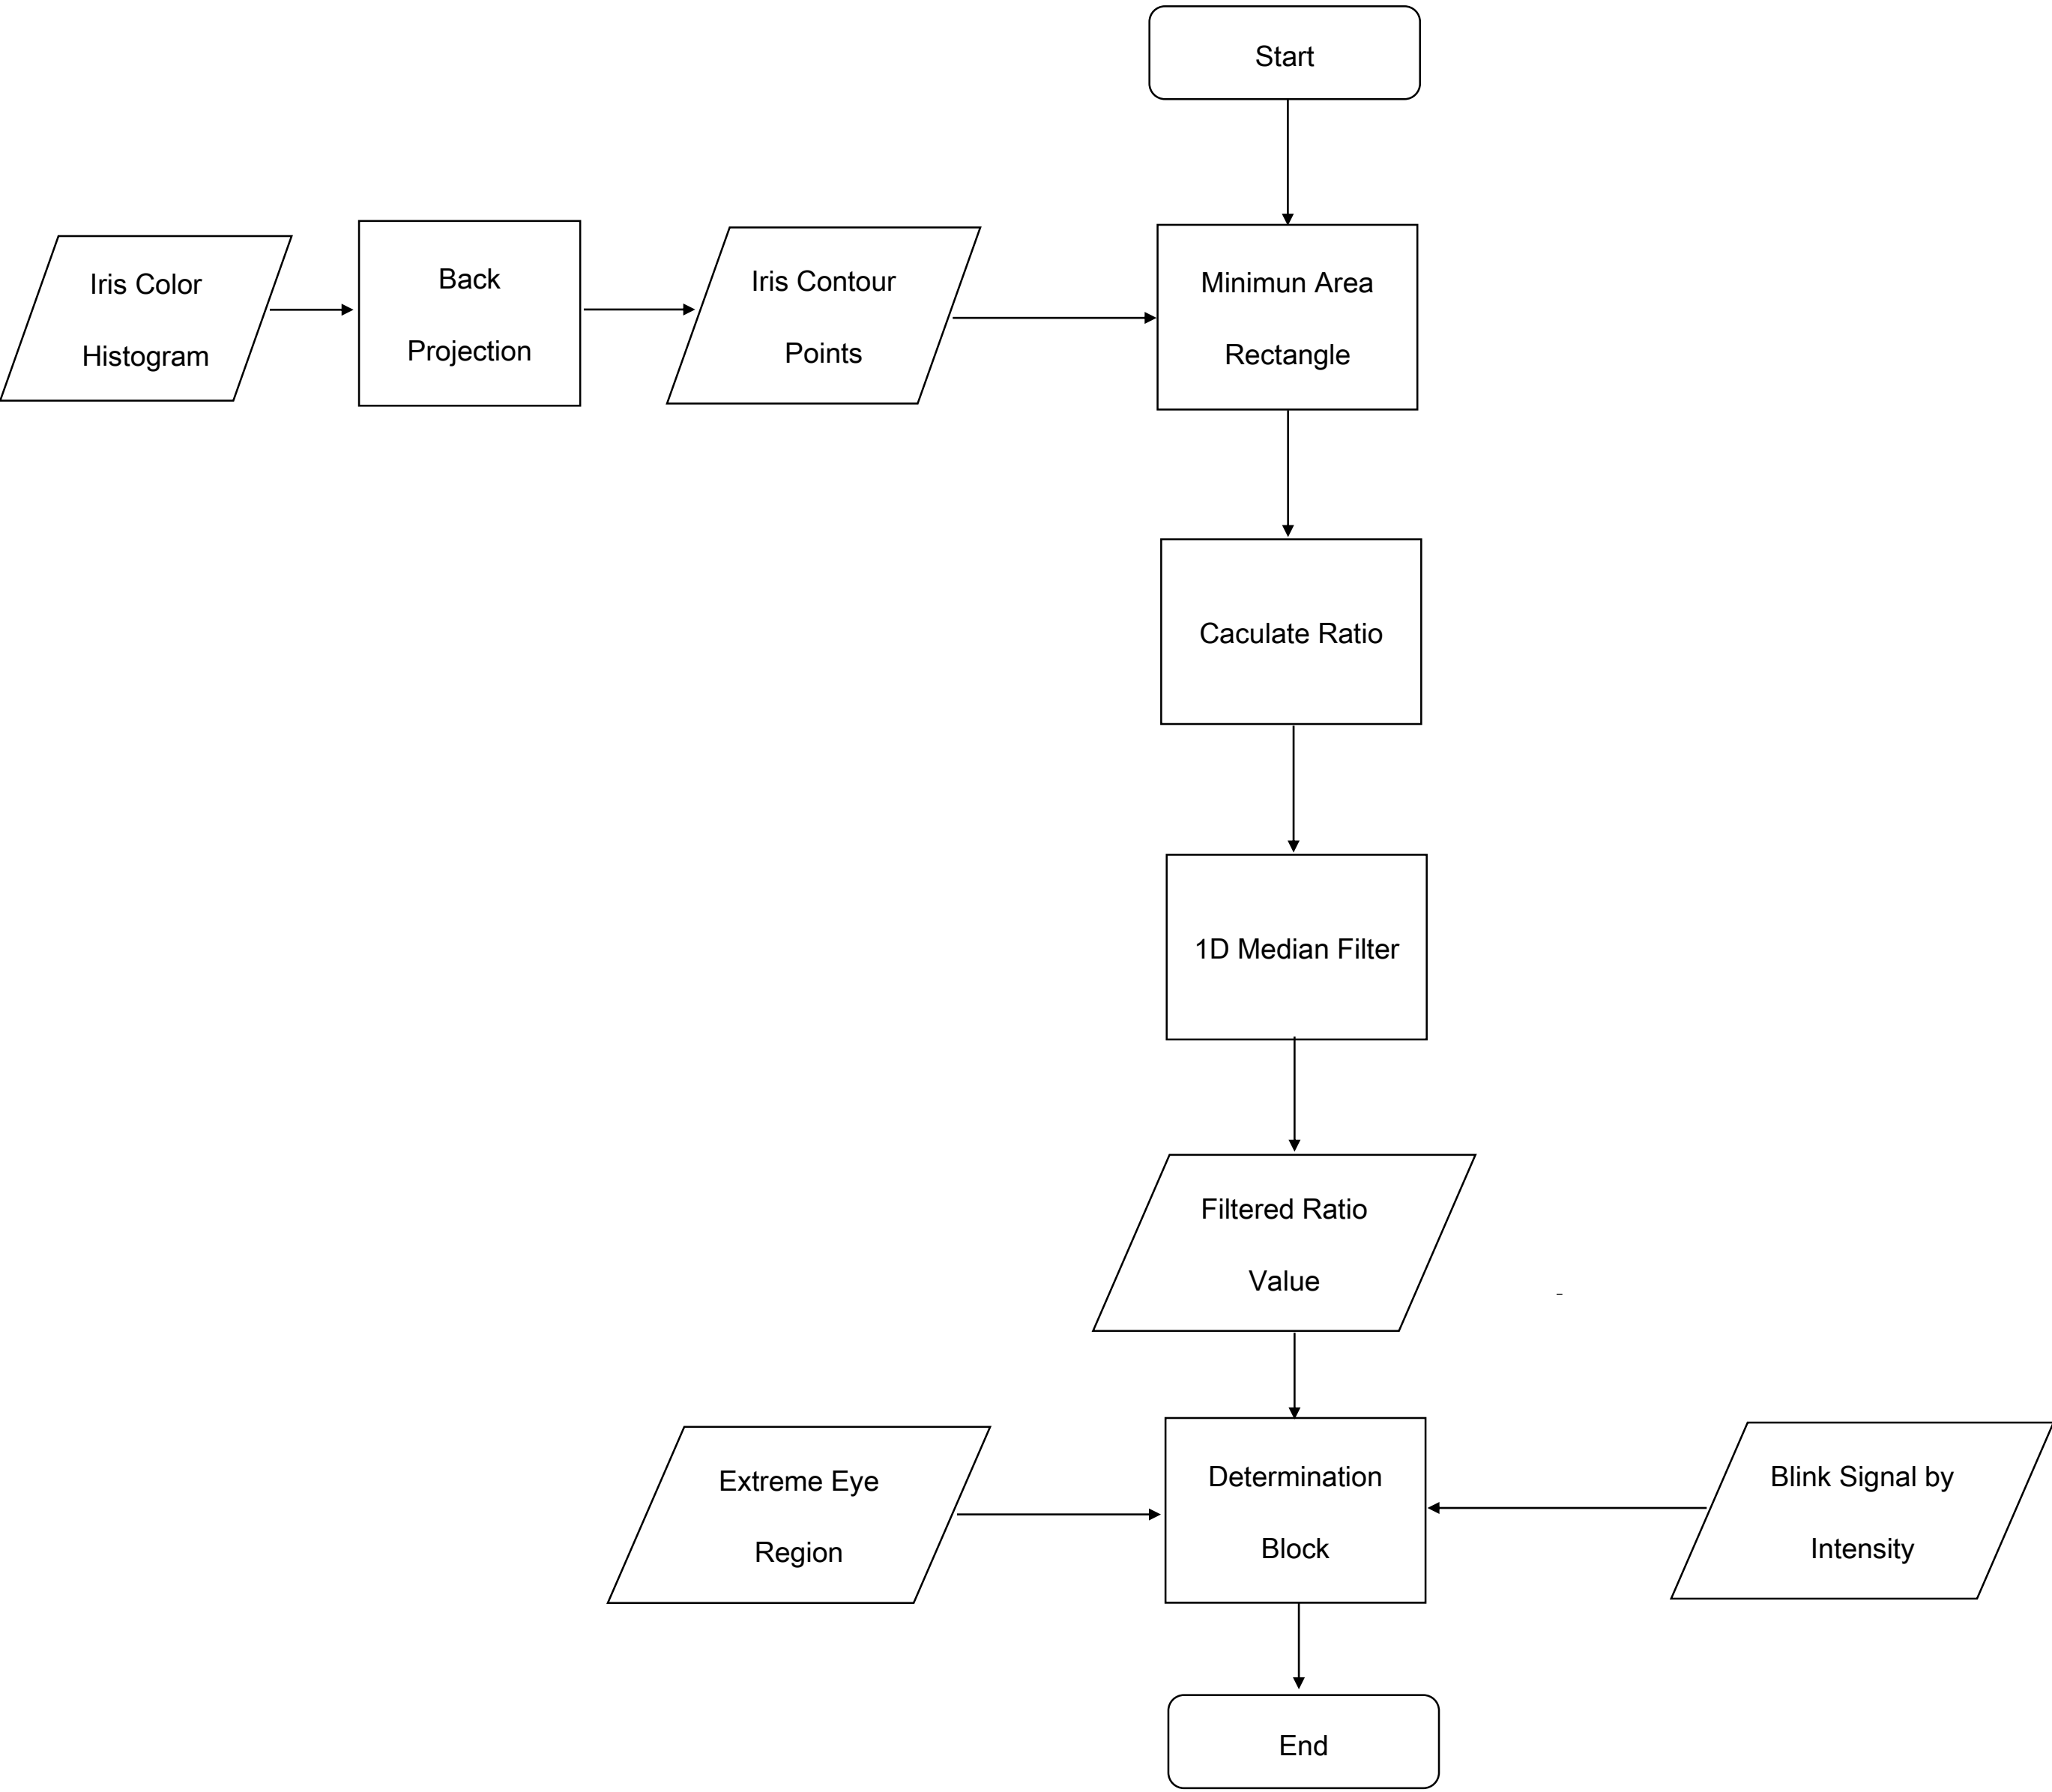 Start
Iris Color
Histogram
Back
Projection
Iris Contour
Points
Minimun Area
Rectangle
Caculate Ratio
1D Median Filter
Filtered Ratio
Value
-
Extreme Eye
Region
Determination
Block
Blink Signal by
Intensity
End